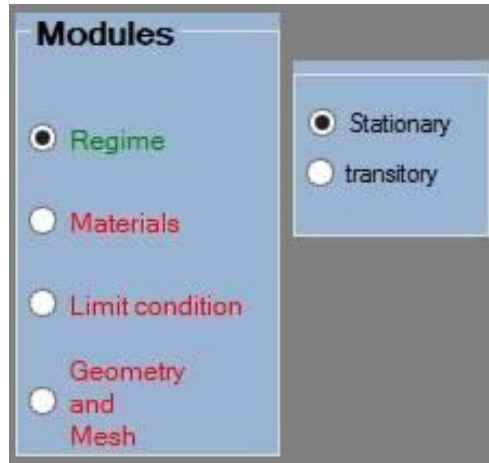 Modules
Regime
Materials
Limit condition
Geometry
and
Mesh
Stationary
transitory